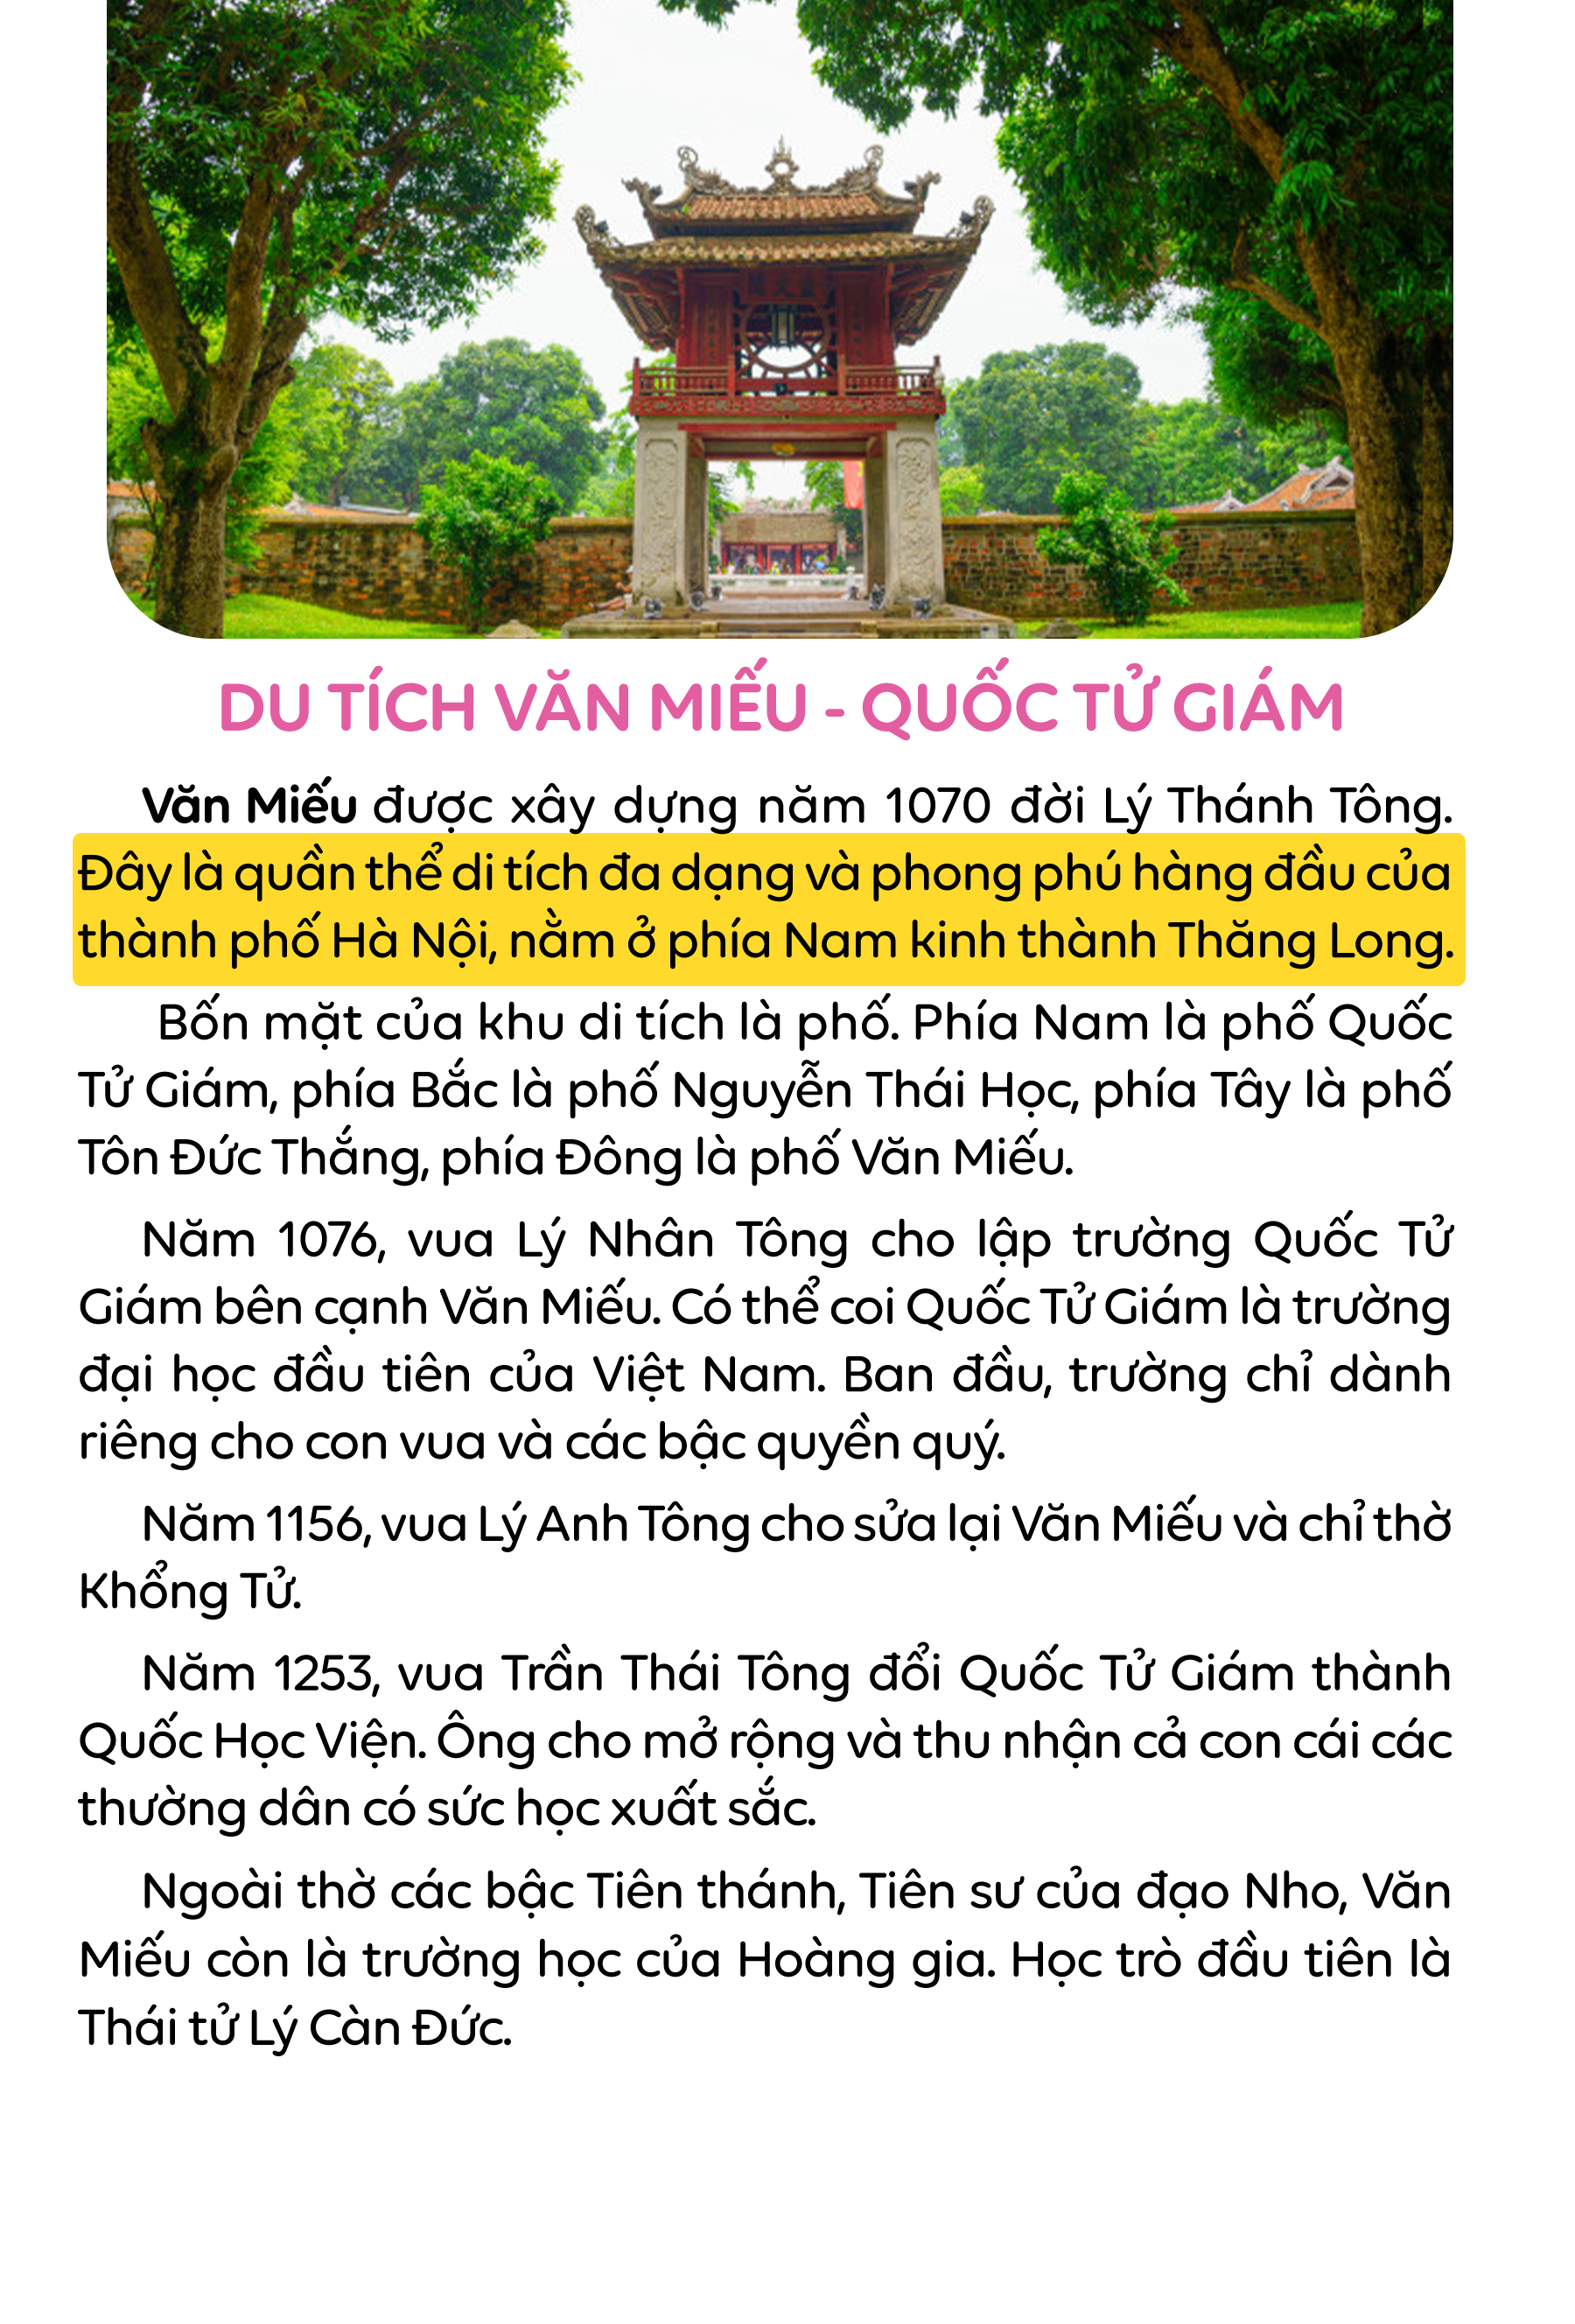 DU TÍCH VĂN MIẾU - QUỐC TỬ GIÁM
Văn Miếu được xây dựng năm 1070 đời Lý Thánh Tông.
Đây là quần thể di tích đa dạng và phong phú hàng đầu của
thành phố Hà Nội, nằm ở phía Nam kinh thành Thăng Long.
Bốn mặt của khu di tích là phố. Phía Nam là phố Quốc
Tử Giám, phía Bắc là phố Nguyễn Thái Học, phía Tây là phố
Tôn Đức Thắng, phía Đông là phố Văn Miếu.
Năm 1076, vua Lý Nhân Tông cho lập trường Quốc Tử
Giám bên cạnh Văn Miếu. Có thể coi Quốc Tử Giám là trường
đại học đầu tiên của Việt Nam. Ban đầu, trường chỉ dành
riêng cho con vua và các bậc quyền quý.
Năm 1156, vua Lý Anh Tông cho sửa lại Văn Miếu và chỉ thờ
Khổng Tử.
Năm 1253, vua Trần Thái Tông đổi Quốc Tử Giám thành
Quốc Học Viện. Ông cho mở rộng và thu nhận cả con cái các
thường dân có sức học xuất sắc.
Ngoài thờ các bậc Tiên thánh, Tiên sư của đạo Nho, Văn
Miếu còn là trường học của Hoàng gia. Học trò đầu tiên là
Thái tử Lý Càn Đức.